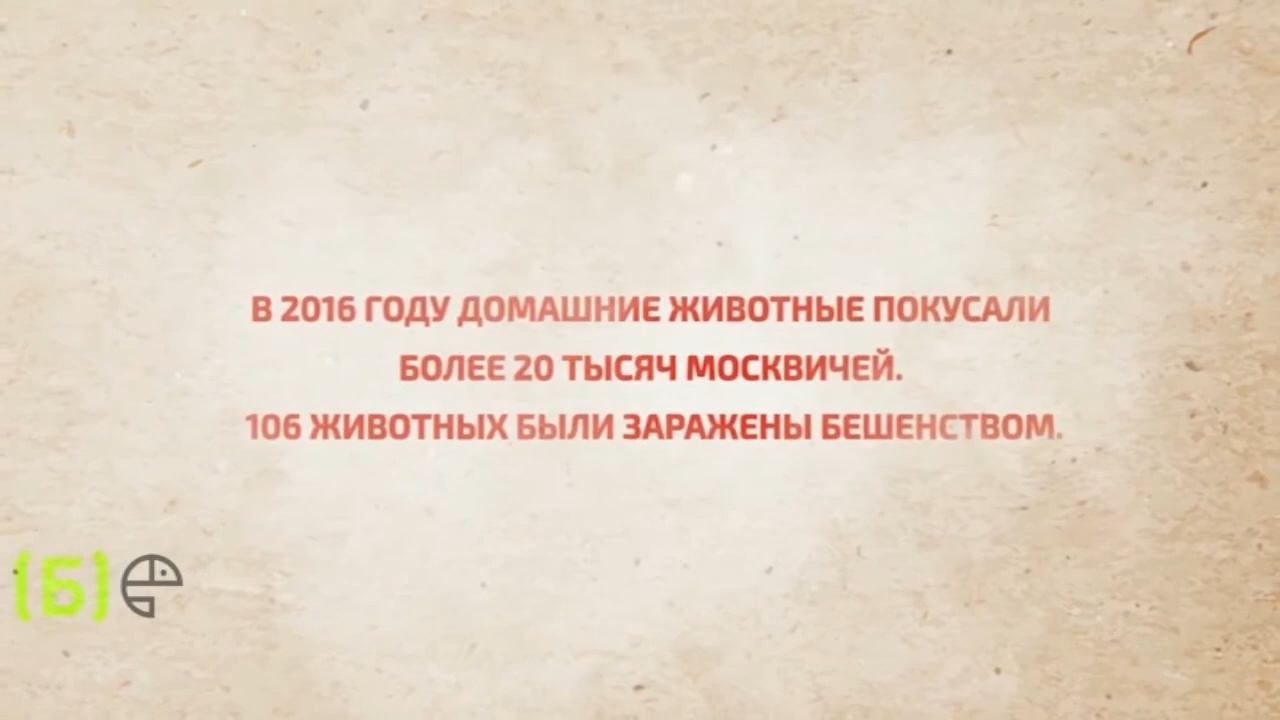 В 2016 ГОДУ ДОМАШНИЕ ЖИВОТНЫЕ ПОКУСАЛИ
БОЛЕЕ 20 ТЫСЯЧ МОСКВИЧЕЙ.
106 ЖИВОТНЫХ БЫЛИ ЗАРАЖЕНЫ БЕШЕНСТВОМ.
(Б)